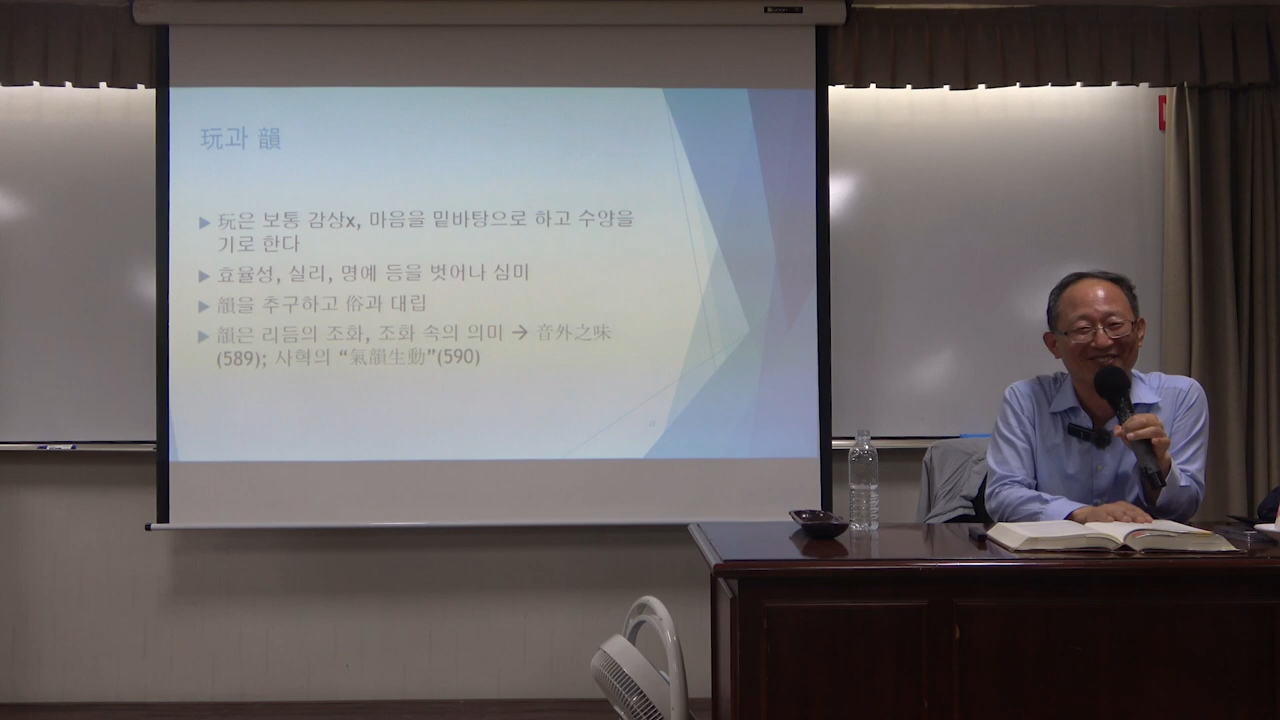 玩과 韻
玩은 보통 감상x, 마음을 밑바탕으로 하고 수양을
기로 한다
효율성, 실리, 명예 등을 벗어나 심미
韻을 추구하고 俗과 대립
韻은 리듬의 조화, 조화 속의 의미 → 音外之味
(589); 사혁의 “氣韻生動”(590)